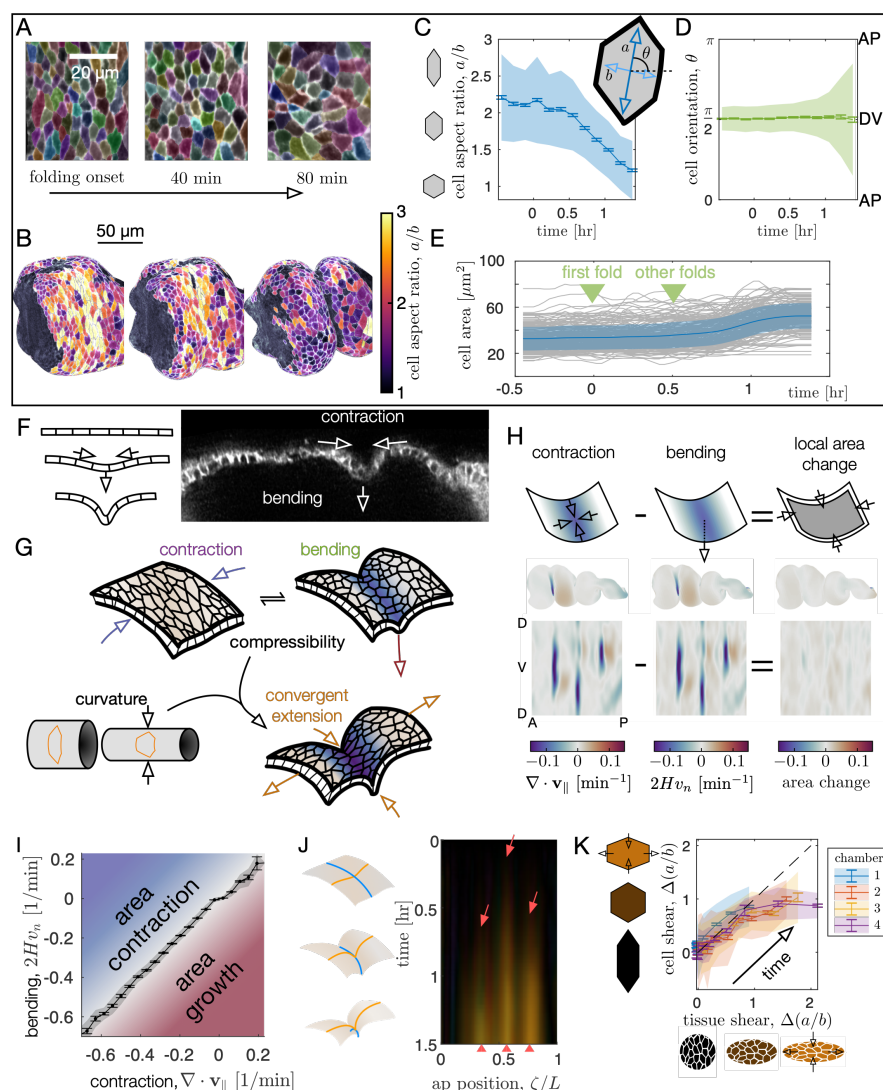 A
20 μm
folding onset
40 min
80 min
B
50 μm
cell aspect ratio, a/b
3
2
1
C
cell aspect ratio, a/b
3
2.5
2
1.5
1
0
0.5
1
time [hr]
a
b
θ
D
cell orientation, θ
π
π/2
0
AP
DV
AP
0
0.5
1
time [hr]
E
cell area [μm²]
100
60
20
first fold
other folds
-0.5
0
0.5
1
time [hr]
F
contraction
bending
G
contraction
bending
compressibility
curvature
convergent
extension
H
contraction
bending
local area
change
-
=
D
V
D
A
P
-
=
-0.1 0 0.1
-0.1 0 0.1
-0.1 0 0.1
∇ · v∥ [min⁻¹]
2Hvₙ [min⁻¹]
area change
I
bending, 2Hvₙ [1/min]
0.2
0
-0.2
-0.4
-0.6
area
contraction
area
growth
-0.6 -0.4 -0.2 0 0.2
contraction, ∇ · v∥ [1/min]
J
time [hr]
0
0.5
1
1.5
0
0.5
1
ap position, ζ/L
K
cell shear, Δ(a/b)
2
1
0
time
0
1
2
tissue shear, Δ(a/b)
chamber
1
2
3
4